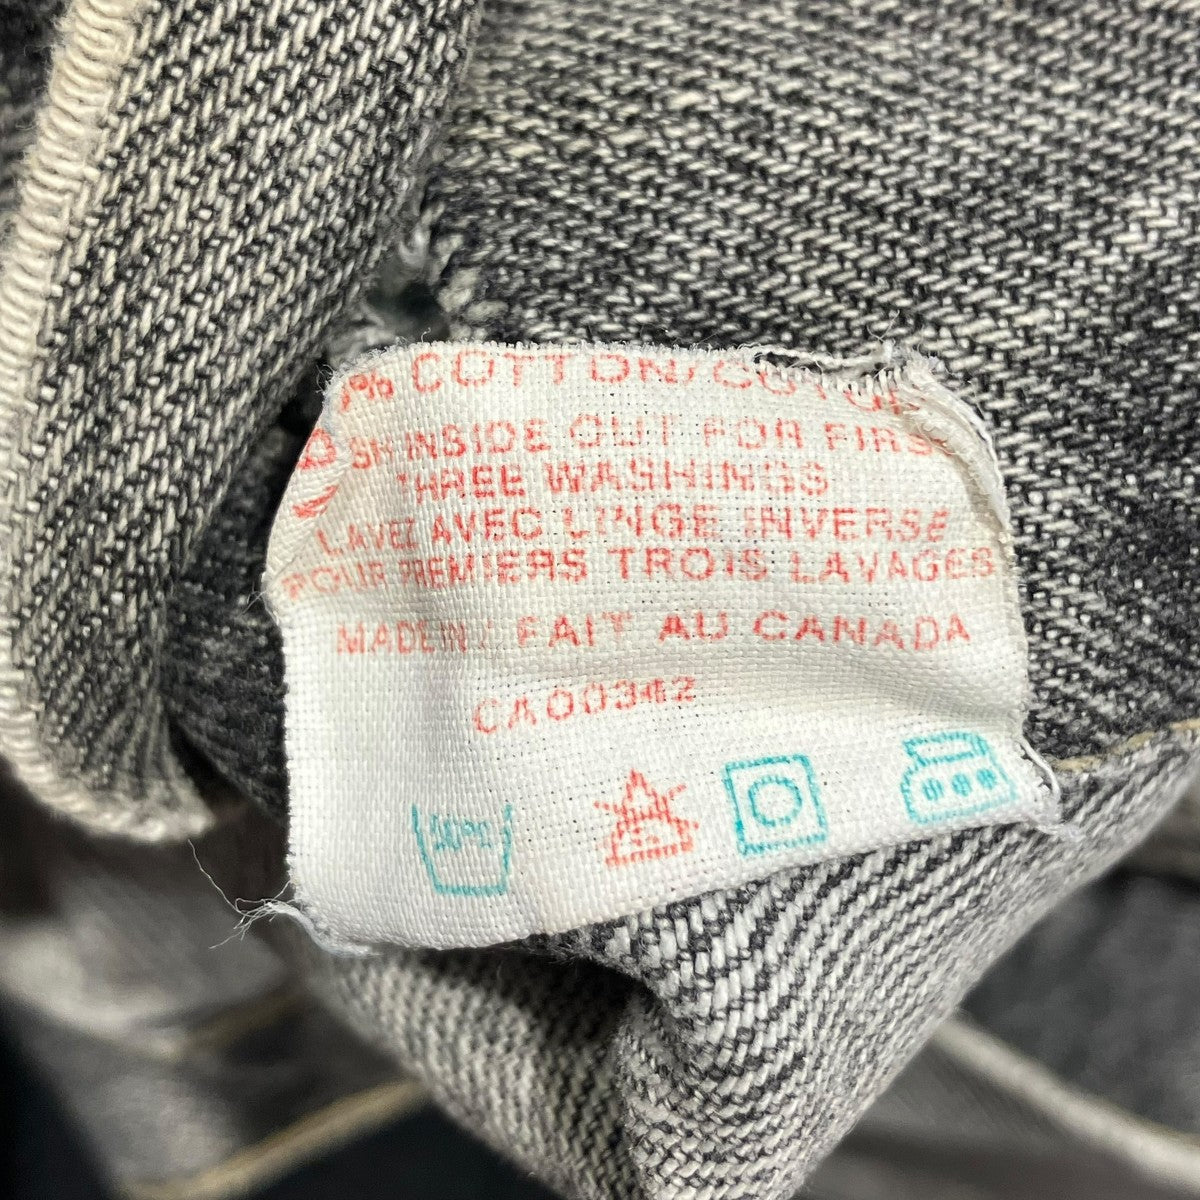 % COTTON/COTON
SH INSIDE OUT FOR FIRS
THREE WASHINGS
LAVEZ AVEC LINGE INVERSE
POUR PREMIERS TROIS LAVAGES
MADE IN / FAIT AU CANADA
CA00342